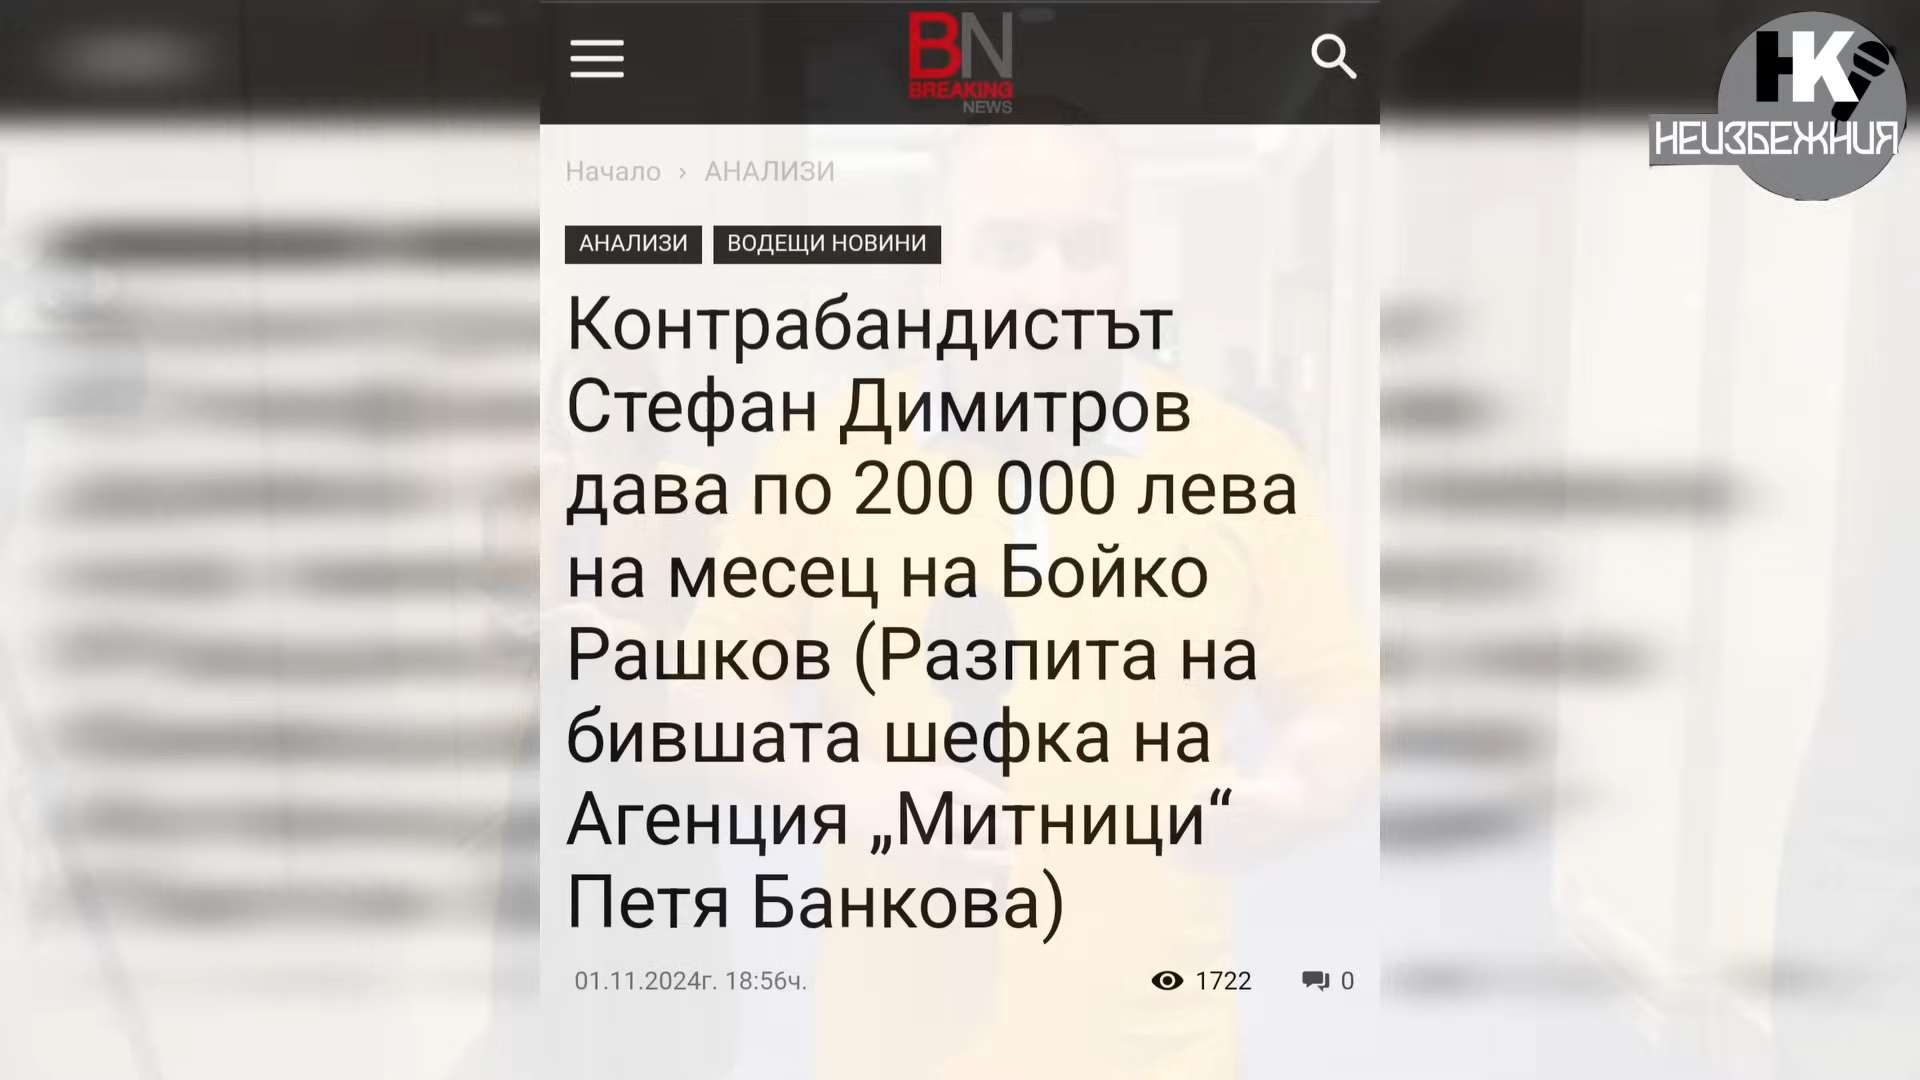 BN
BREAKING
NEWS
НК
НЕИЗБЕЖНИЯ
Начало › АНАЛИЗИ
АНАЛИЗИ ВОДЕЩИ НОВИНИ
Контрабандистът
Стефан Димитров
дава по 200 000 лева
на месец на Бойко
Рашков (Разпита на
бившата шефка на
Агенция „Митници“
Петя Банкова)
01.11.2024г. 18:56ч. 1722 0